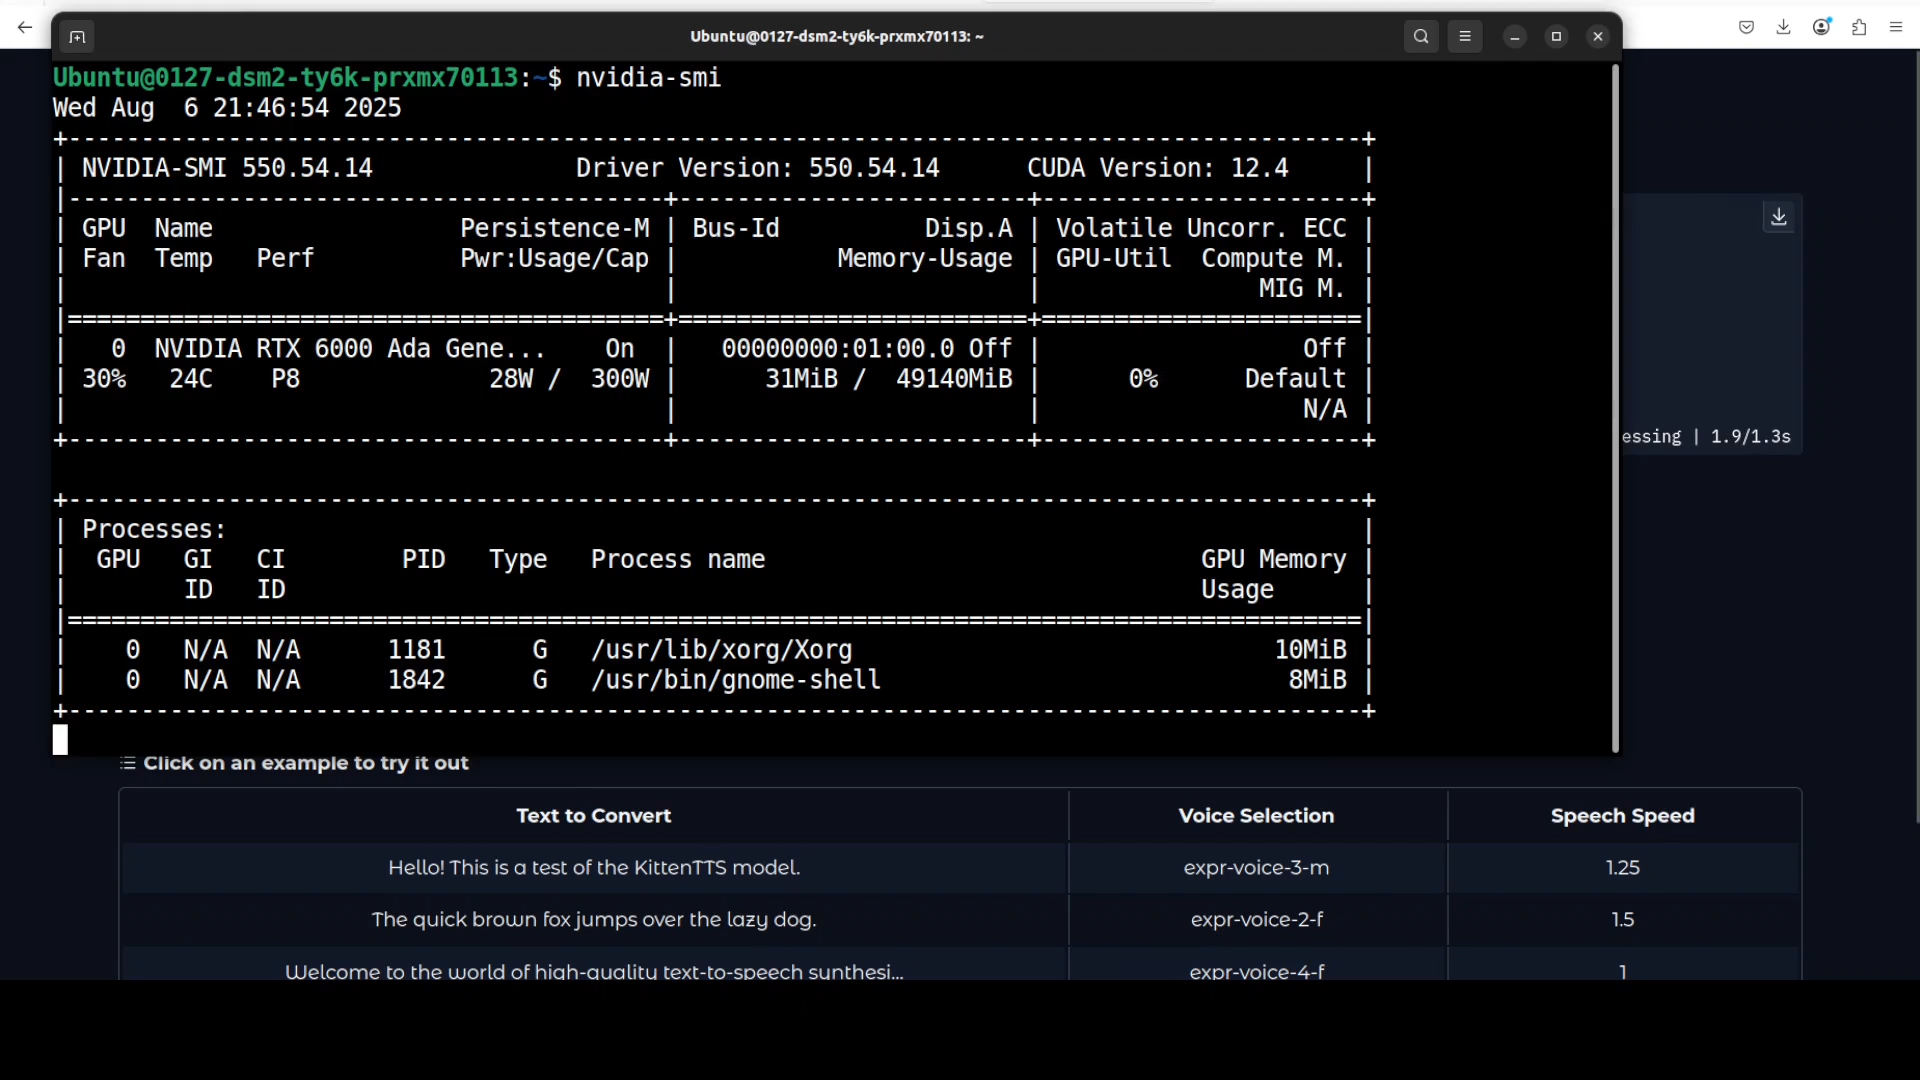 Ubuntu@0127-dsm2-ty6k-prxmx70113: ~
Ubuntu@0127-dsm2-ty6k-prxmx70113:~$ nvidia-smi
Wed Aug  6 21:46:54 2025
+-----------------------------------------------------------------------------------------+
| NVIDIA-SMI 550.54.14              Driver Version: 550.54.14      CUDA Version: 12.4     |
|-----------------------------------------+------------------------+----------------------+
| GPU  Name                 Persistence-M | Bus-Id          Disp.A | Volatile Uncorr. ECC |
| Fan  Temp   Perf          Pwr:Usage/Cap |           Memory-Usage | GPU-Util  Compute M. |
|                                         |                        |               MIG M. |
|=========================================+========================+======================|
|   0  NVIDIA RTX 6000 Ada Gene...    On  |   00000000:01:00.0 Off |                  Off |
| 30%   24C    P8             28W /  300W |      31MiB /  49140MiB |      0%      Default |
|                                         |                        |                  N/A |
+-----------------------------------------+------------------------+----------------------+
+-----------------------------------------------------------------------------------------+
| Processes:                                                                              |
|  GPU   GI   CI        PID   Type   Process name                              GPU Memory |
|        ID   ID                                                               Usage      |
|=========================================================================================|
|    0   N/A  N/A      1181      G   /usr/lib/xorg/Xorg                             10MiB |
|    0   N/A  N/A      1842      G   /usr/bin/gnome-shell                            8MiB |
+-----------------------------------------------------------------------------------------+
essing | 1.9/1.3s
Click on an example to try it out
Text to Convert Voice Selection Speech Speed
Hello! This is a test of the KittenTTS model. expr-voice-3-m 1.25
The quick brown fox jumps over the lazy dog. expr-voice-2-f 1.5
Welcome to the world of high-quality text-to-speech synthesi... expr-voice-4-f 1